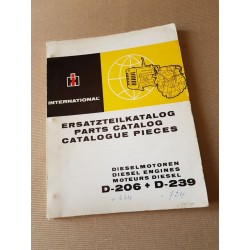 INTERNATIONAL
ERSATZTEILKATALOG
PARTS CATALOG
CATALOGUE PIECES
DIESELMOTOREN
DIESEL ENGINES
MOTEURS DIESEL
D-206 + D-239